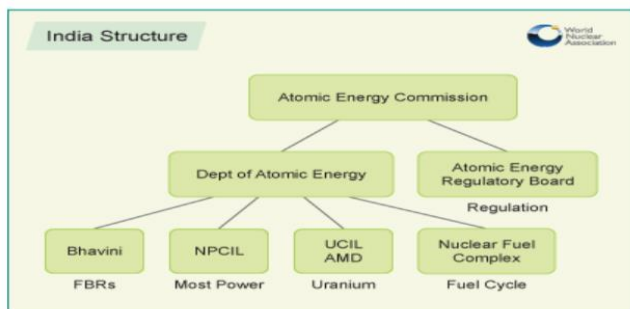 India Structure
World
Nuclear
Association
Atomic Energy Commission
Dept of Atomic Energy
Atomic Energy
Regulatory Board
Regulation
Bhavini
NPCIL
UCIL
AMD
Nuclear Fuel
Complex
FBRs
Most Power
Uranium
Fuel Cycle